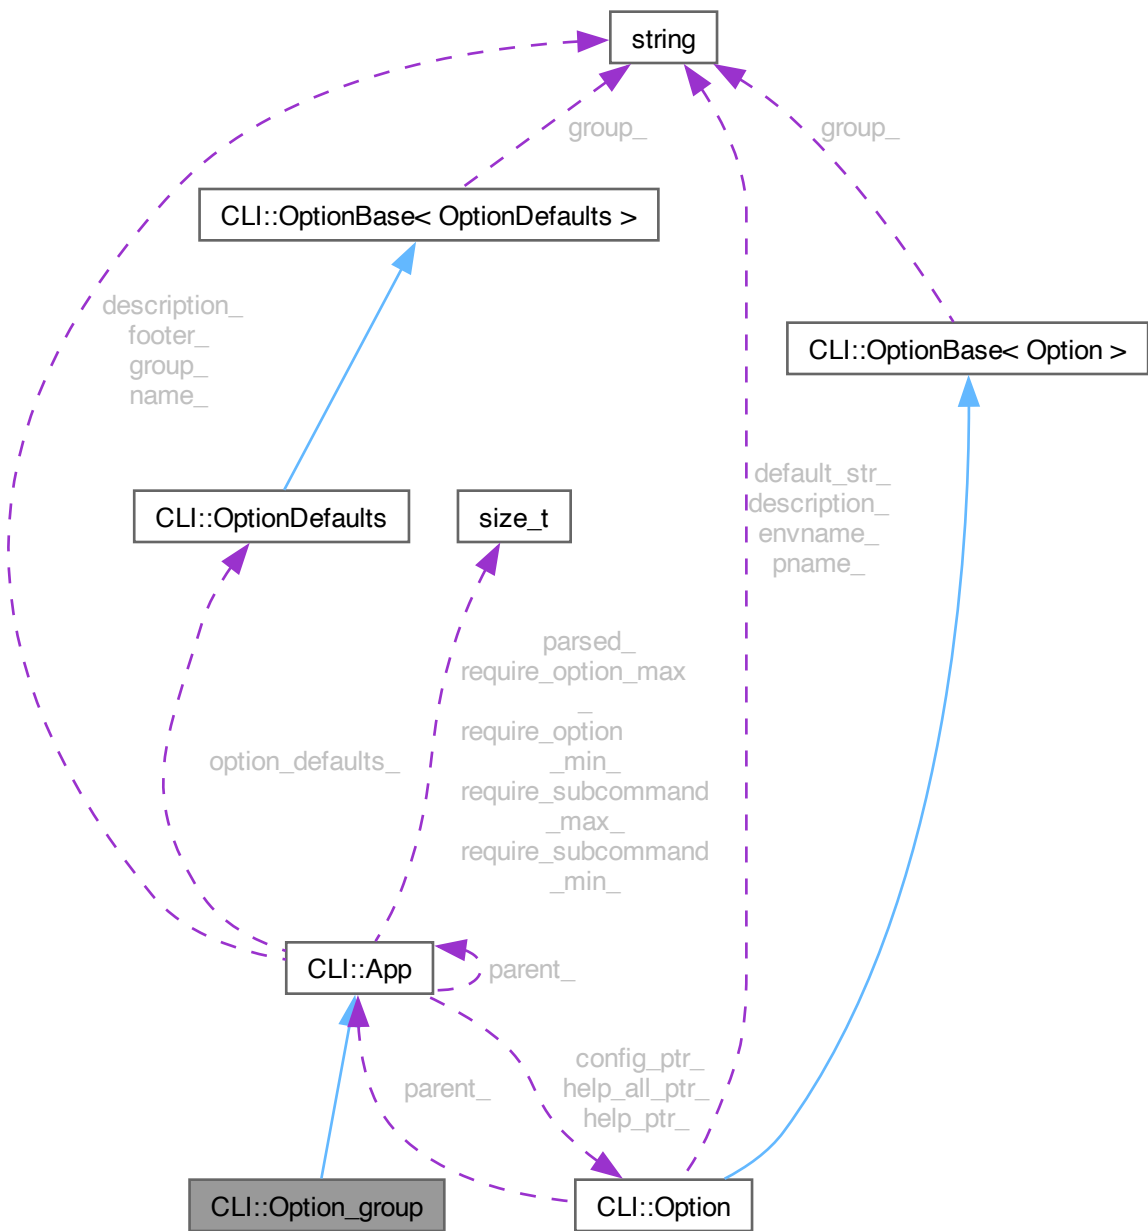 string
group_
group_
CLI::OptionBase< OptionDefaults >
description_
footer_
group_
name_
CLI::OptionBase< Option >
default_str_
description_
envname_
pname_
CLI::OptionDefaults
size_t
parsed_
require_option_max
_
require_option
_min_
require_subcommand
_max_
require_subcommand
_min_
option_defaults_
CLI::App
parent_
config_ptr_
help_all_ptr_
help_ptr_
parent_
CLI::Option_group
CLI::Option